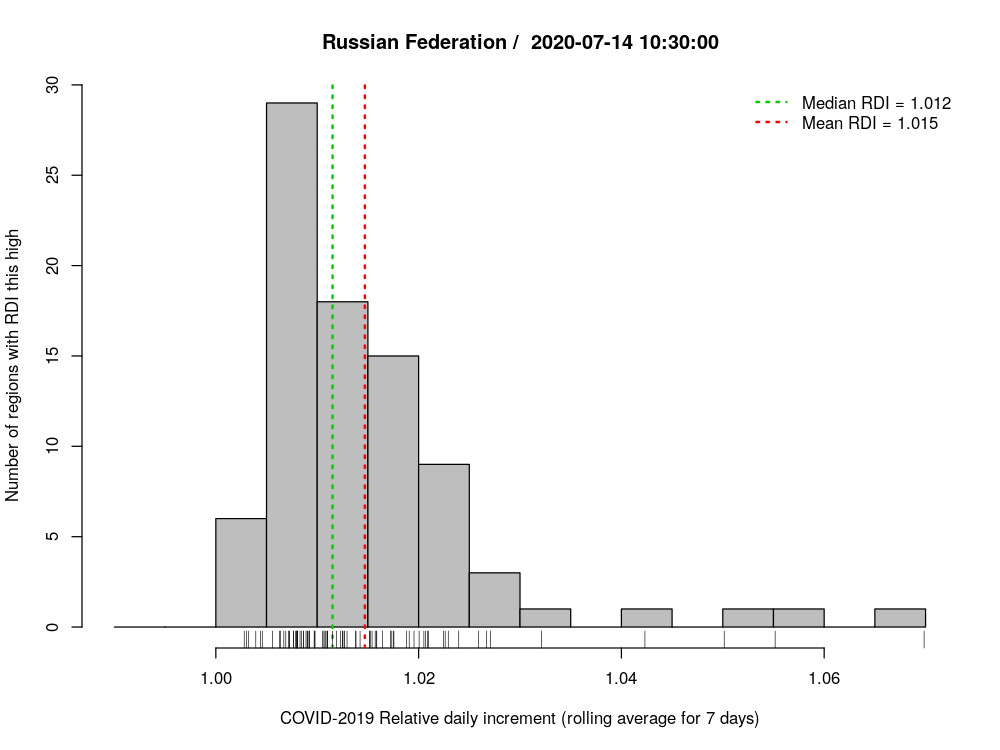 Russian Federation /  2020-07-14 10:30:00
Median RDI = 1.012
Mean RDI = 1.015
Number of regions with RDI this high
30
25
20
15
10
5
0
1.00 1.02 1.04 1.06
COVID-2019 Relative daily increment (rolling average for 7 days)